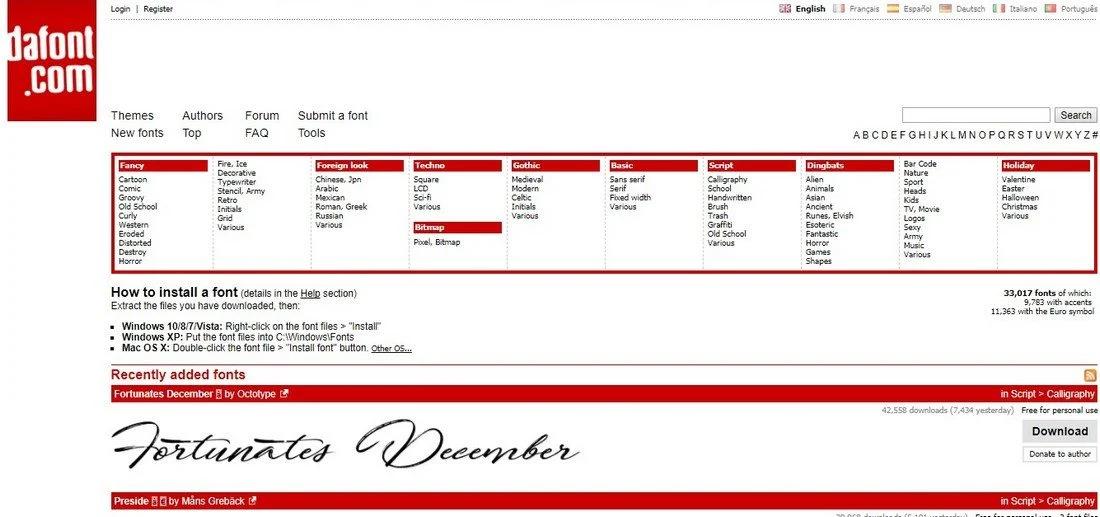 Login | Register
English Français Español Deutsch Italiano Português
dafont
.com
Themes Authors Forum Submit a font
New fonts Top FAQ Tools
Search
A B C D E F G H I J K L M N O P Q R S T U V W X Y Z #
Fancy
Cartoon
Comic
Groovy
Old School
Curly
Western
Eroded
Distorted
Destroy
Horror
Fire, Ice
Decorative
Typewriter
Stencil, Army
Retro
Initials
Grid
Various
Foreign look
Chinese, Jpn
Arabic
Mexican
Roman, Greek
Russian
Various
Techno
Square
LCD
Sci-fi
Various
Bitmap
Pixel, Bitmap
Gothic
Medieval
Modern
Celtic
Initials
Various
Basic
Sans serif
Serif
Fixed width
Various
Script
Calligraphy
School
Handwritten
Brush
Trash
Graffiti
Old School
Various
Dingbats
Alien
Animals
Asian
Ancient
Runes, Elvish
Esoteric
Fantastic
Horror
Games
Shapes
Bar Code
Nature
Sport
Heads
Kids
TV, Movie
Logos
Sexy
Army
Music
Various
Holiday
Valentine
Easter
Halloween
Christmas
Various
How to install a font (details in the Help section)
Extract the files you have downloaded, then:
Windows 10/8/7/Vista: Right-click on the font files > "Install"
Windows XP: Put the font files into C:\Windows\Fonts
Mac OS X: Double-click the font file > "Install font" button. Other OS...
33,017 fonts of which:
9,783 with accents
11,363 with the Euro symbol
Recently added fonts
Fortunates December by Octotype in Script > Calligraphy
42,558 downloads (7,434 yesterday) Free for personal use
Fortunates December
Download
Donate to author
Preside by Måns Grebäck in Script > Calligraphy